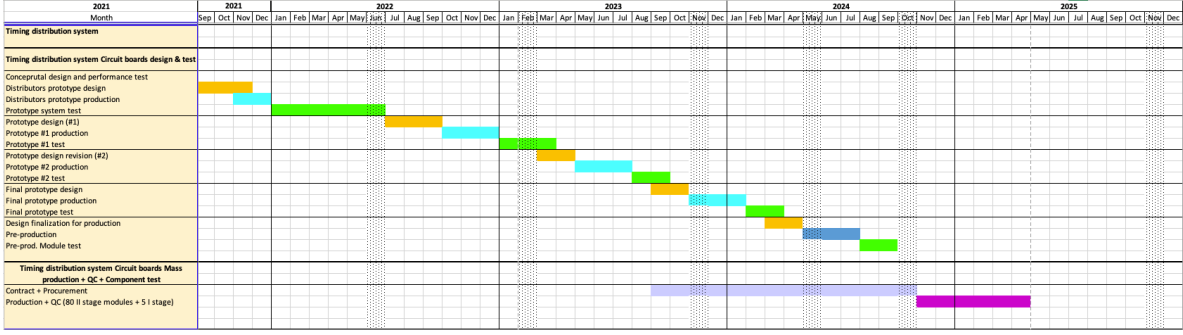 2021 2021 2022 2023 2024 2025
Month Sep Oct Nov Dec Jan Feb Mar Apr May Jun Jul Aug Sep Oct Nov Dec Jan Feb Mar Apr May Jun Jul Aug Sep Oct Nov Dec Jan Feb Mar Apr May Jun Jul Aug Sep Oct Nov Dec Jan Feb Mar Apr May Jun Jul Aug Sep Oct Nov Dec
Timing distribution system
Timing distribution system Circuit boards design & test
Conceprutal design and performance test
Distributors prototype design
Distributors prototype production
Prototype system test
Prototype design (#1)
Prototype #1 production
Prototype #1 test
Prototype design revision (#2)
Prototype #2 production
Prototype #2 test
Final prototype design
Final prototype production
Final prototype test
Design finalization for production
Pre-production
Pre-prod. Module test
Timing distribution system Circuit boards Mass
production + QC + Component test
Contract + Procurement
Production + QC (80 II stage modules + 5 I stage)